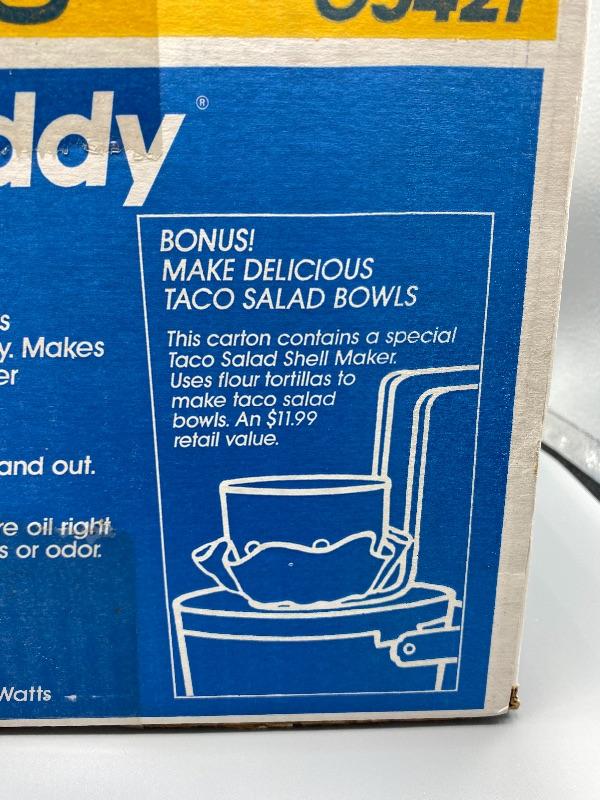 05421
ddy®
BONUS!
MAKE DELICIOUS
TACO SALAD BOWLS
This carton contains a special
Taco Salad Shell Maker.
Uses flour tortillas to
make taco salad
bowls. An $11.99
retail value.
s
y. Makes
er
and out.
re oil right
s or odor.
Watts